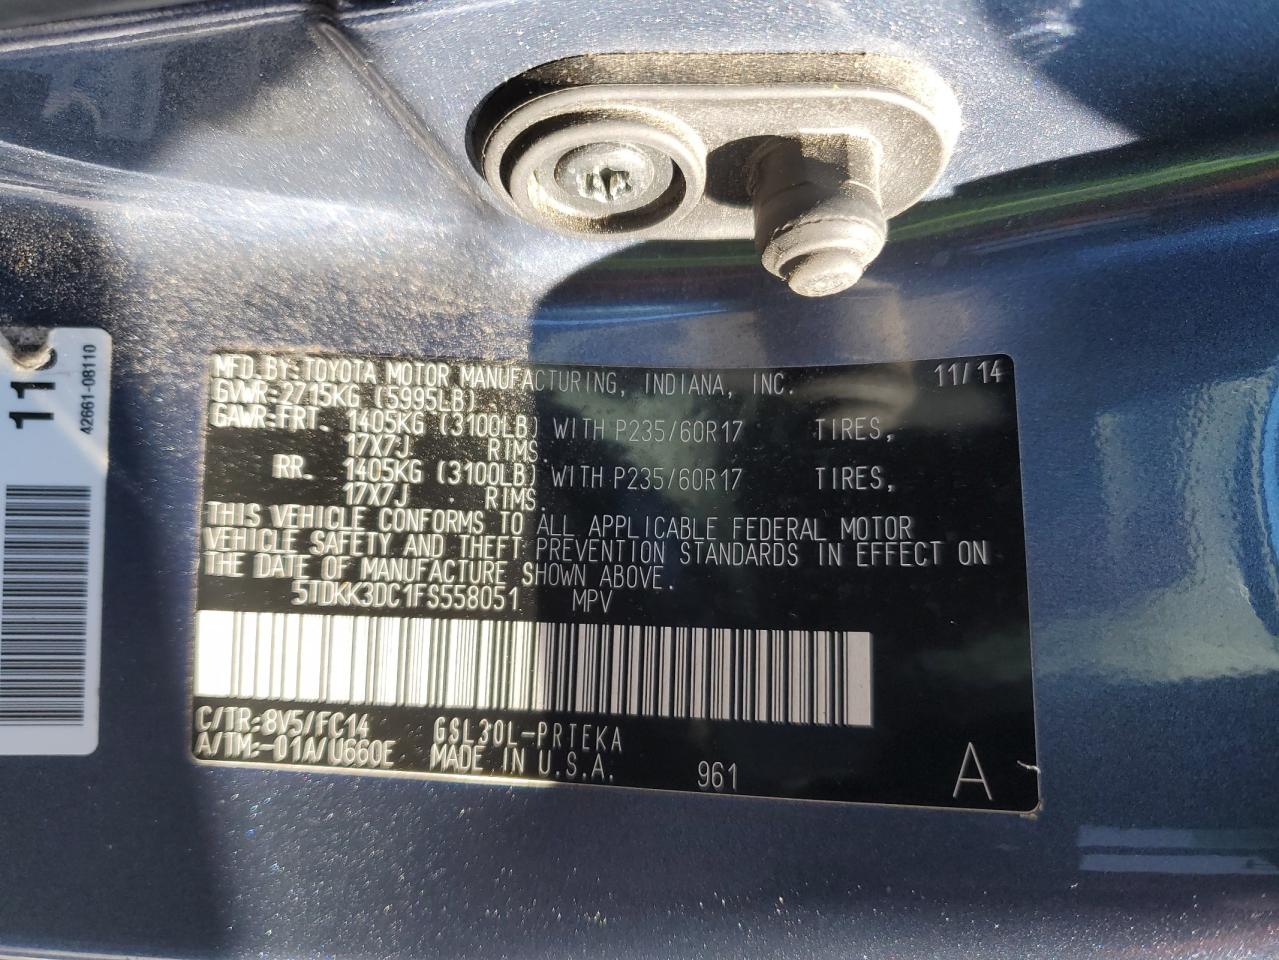 MFD.BY:TOYOTA MOTOR MANUFACTURING, INDIANA, INC. 11/14
GVWR:2715KG (5995LB)
GAWR:FRT. 1405KG (3100LB) WITH P235/60R17 TIRES,
17X7J RIMS.
RR. 1405KG (3100LB) WITH P235/60R17 TIRES,
17X7J RIMS.
THIS VEHICLE CONFORMS TO ALL APPLICABLE FEDERAL MOTOR
VEHICLE SAFETY AND THEFT PREVENTION STANDARDS IN EFFECT ON
THE DATE OF MANUFACTURE SHOWN ABOVE.
5TDKK3DC1FS558051 MPV
C/TR:8V5/FC14 GSL30L-PRTEKA
A/TM:-01A/U660E MADE IN U.S.A. 961 A
11
42661-08110